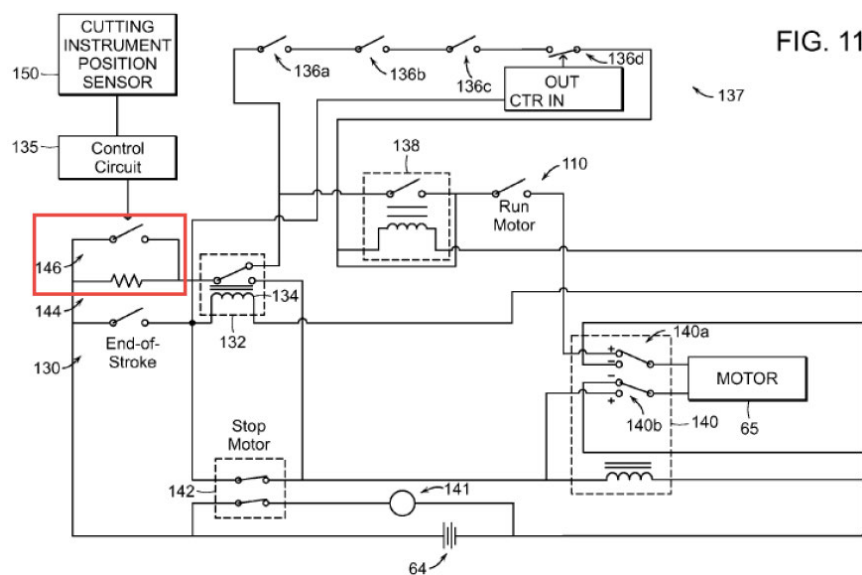 CUTTING
INSTRUMENT
POSITION
SENSOR
150
FIG. 11
136a
136b
136c
136d
OUT
CTR IN
137
135
Control
Circuit
138
110
Run
Motor
146
144
134
132
End-of-
Stroke
130
140a
+
−
−
+
MOTOR
65
140b
140
Stop
Motor
142
141
64